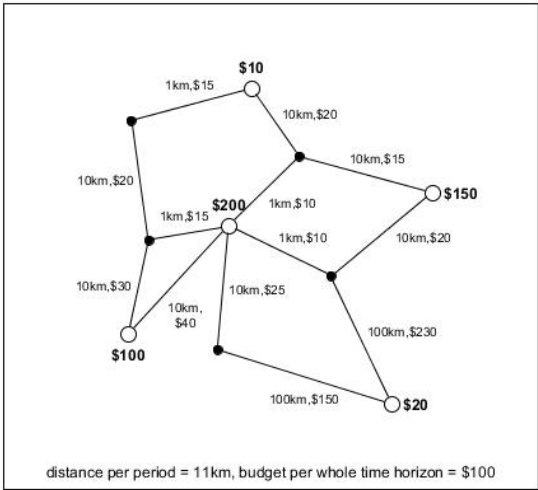 $10
1km,$15
10km,$20
10km,$15
10km,$20
$200
1km,$10
$150
1km,$15
1km,$10
10km,$20
10km,$30
10km,
$40
10km,$25
100km,$230
$100
100km,$150
$20
distance per period = 11km, budget per whole time horizon = $100